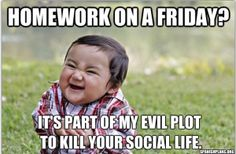 HOMEWORK ON A FRIDAY?
IT'S PART OF MY EVIL PLOT
TO KILL YOUR SOCIAL LIFE.